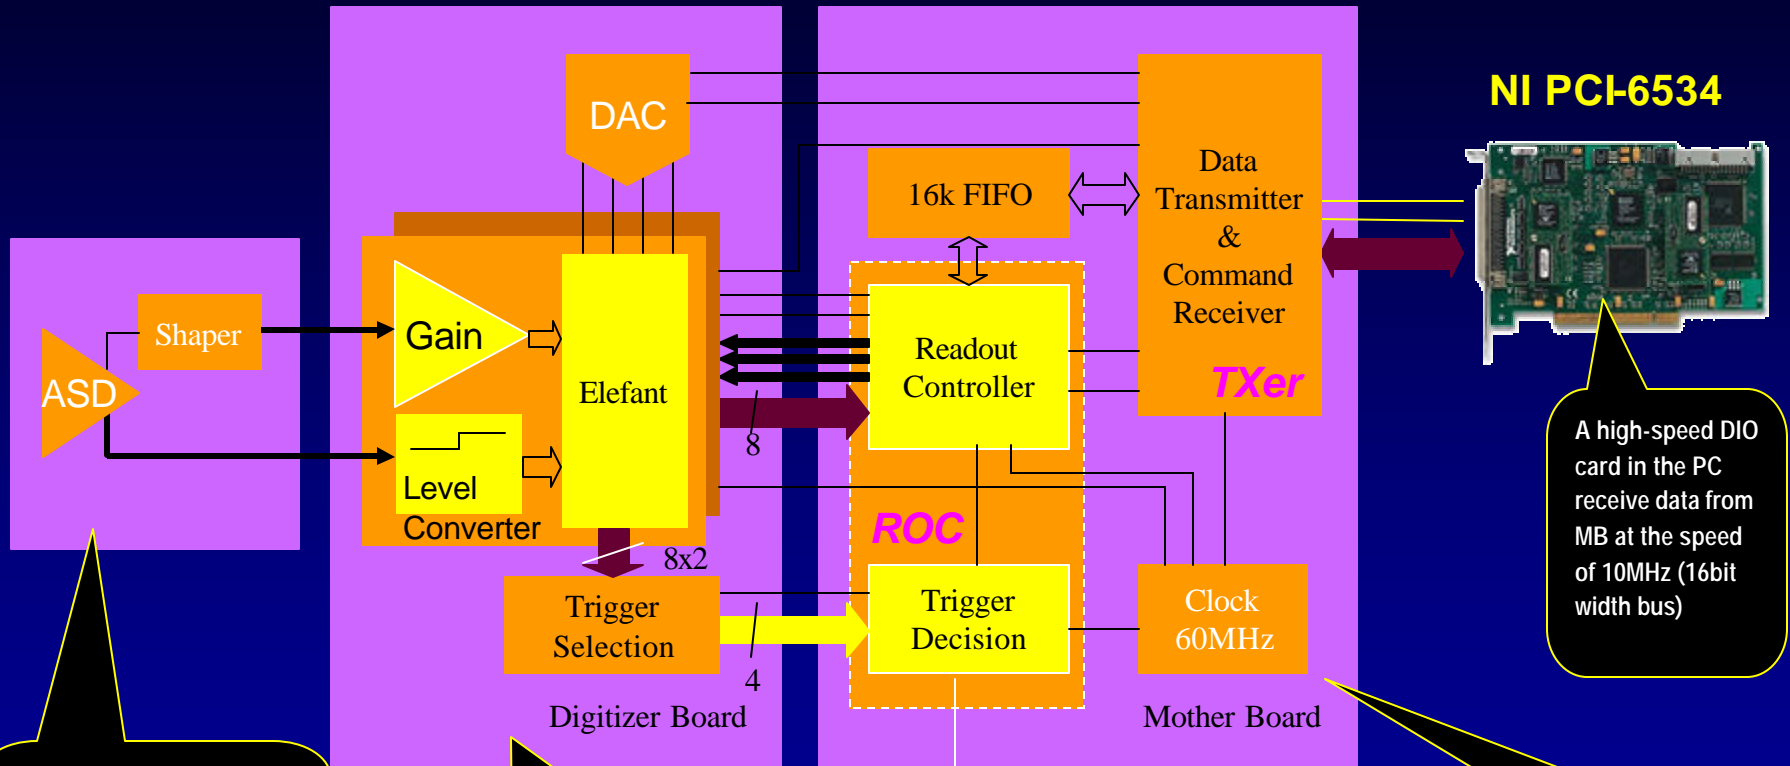 ASD
Shaper
DAC
Gain
Elefant
Level
Converter
8x2
Trigger
Selection
8
4
Digitizer Board
16k FIFO
Readout
Controller
ROC
Trigger
Decision
Data
Transmitter
&
Command
Receiver
TXer
Clock
60MHz
Mother Board
NI PCI-6534
A high-speed DIO
card in the PC
receive data from
MB at the speed
of 10MHz (16bit
width bus)